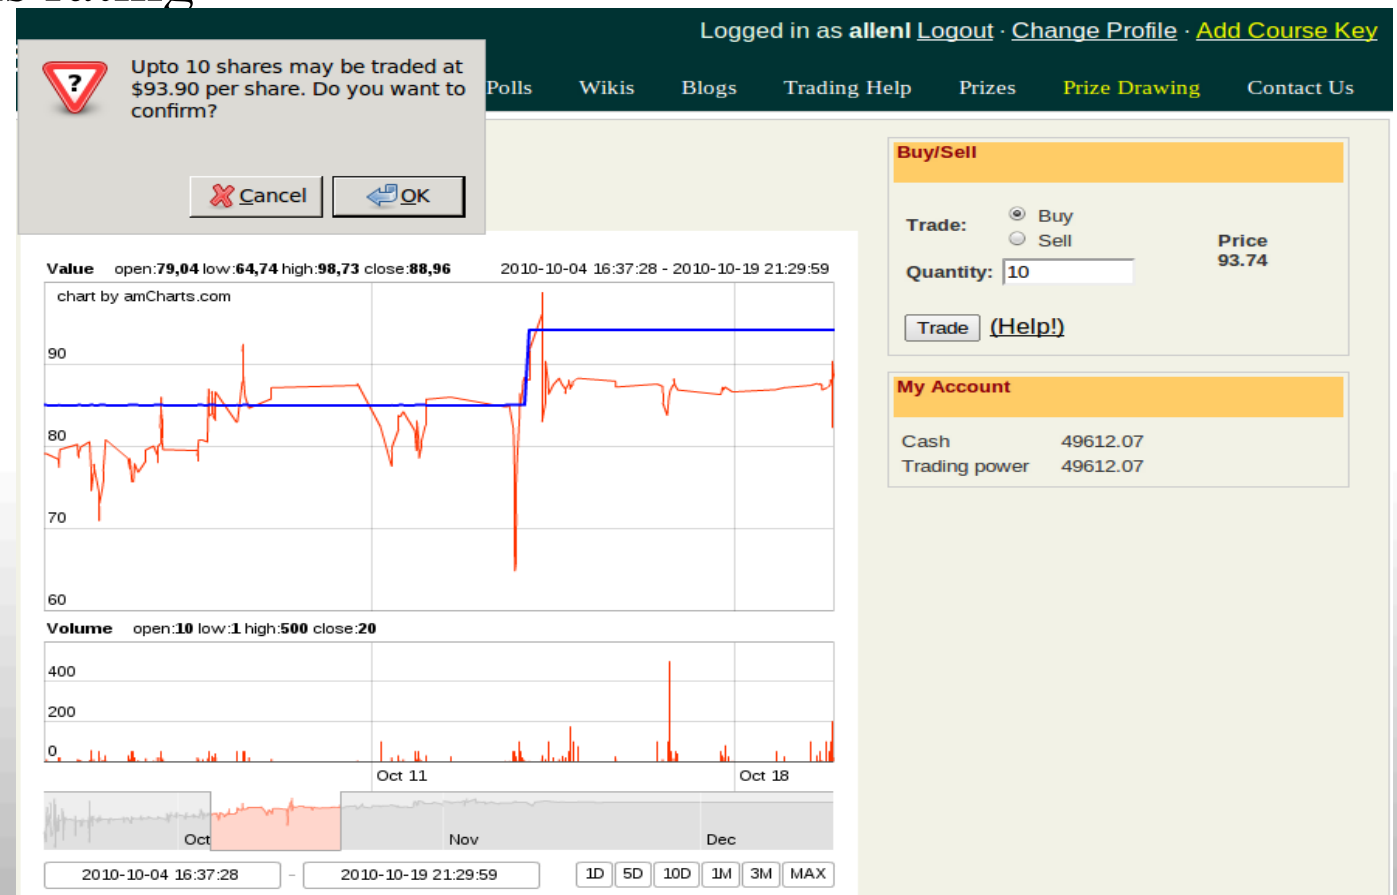 Logged in as allenl Logout · Change Profile · Add Course Key
Upto 10 shares may be traded at
$93.90 per share. Do you want to
confirm?
Cancel OK
Polls Wikis Blogs Trading Help Prizes Prize Drawing Contact Us
Buy/Sell
Trade: Buy
Sell
Price
93.74
Quantity: 10
Trade (Help!)
My Account
Cash 49612.07
Trading power 49612.07
Value open:79,04 low:64,74 high:98,73 close:88,96 2010-10-04 16:37:28 - 2010-10-19 21:29:59
chart by amCharts.com
90
80
70
60
Volume open:10 low:1 high:500 close:20
400
200
0
Oct 11 Oct 18
Oct Nov Dec
2010-10-04 16:37:28 - 2010-10-19 21:29:59 1D 5D 10D 1M 3M MAX